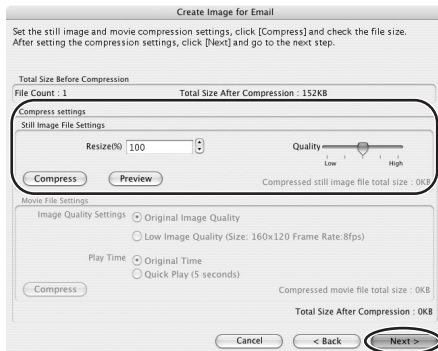 Create Image for Email
Set the still image and movie compression settings, click [Compress] and check the file size.
After setting the compression settings, click [Next] and go to the next step.
Total Size Before Compression
File Count : 1 Total Size After Compression : 152KB
Compress settings
Still Image File Settings
Resize(%) 100 Quality
Low High
Compress Preview Compressed still image file total size : 0KB
Movie File Settings
Image Quality Settings Original Image Quality
Low Image Quality (Size: 160x120 Frame Rate:8fps)
Play Time Original Time
Quick Play (5 seconds)
Compress Compressed movie file total size : 0KB
Total Size After Compression : 0KB
Cancel < Back Next >